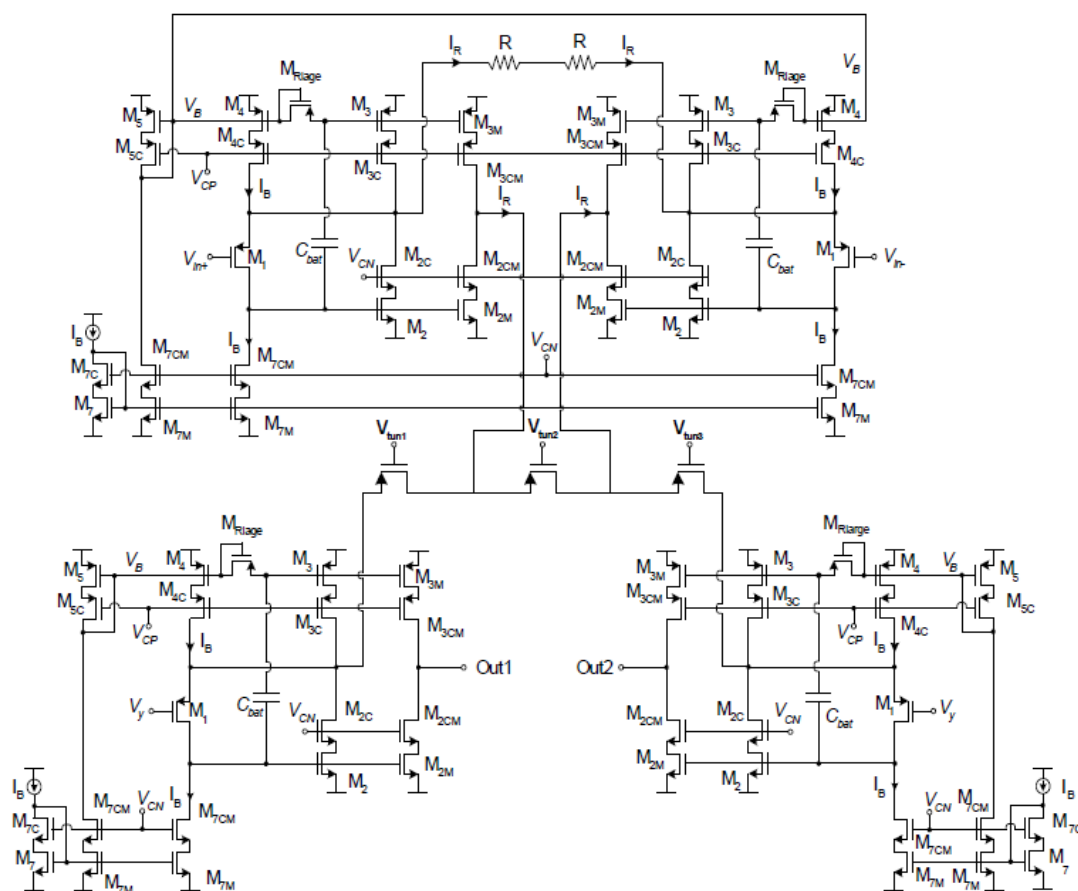 I_R R R I_R
V_B
M_Rlage M_Rlage
M_5 V_B M_4 M_3 M_3M M_3M M_3 M_4
M_5C M_4C M_3C M_3CM M_3CM M_3C M_4C
V_CP
I_B I_R I_R I_B
V_in+ M_1 C_bat V_CN M_2C M_2CM M_2CM M_2C C_bat M_1 V_in-
M_2 M_2M M_2M M_2
I_B I_B I_B
M_7C M_7CM M_7CM V_CN M_7CM
M_7 M_7M M_7M M_7M
V_tun1 V_tun2 V_tun3
M_Rlage M_Rlarge
M_5 V_B M_4 M_3 M_3M M_3M M_3 M_4 V_B M_5
M_5C M_4C M_3C M_3CM M_3CM M_3C M_4C M_5C
V_CP V_CP
I_B I_B
Out1 Out2
V_y M_1 C_bat V_CN M_2C M_2CM M_2CM M_2C V_CN C_bat M_1 V_y
M_2 M_2M M_2M M_2
I_B I_B I_B I_B
M_7C M_7CM V_CN M_7CM M_7CM V_CN M_7CM M_7C
M_7 M_7M M_7M M_7M M_7M M_7